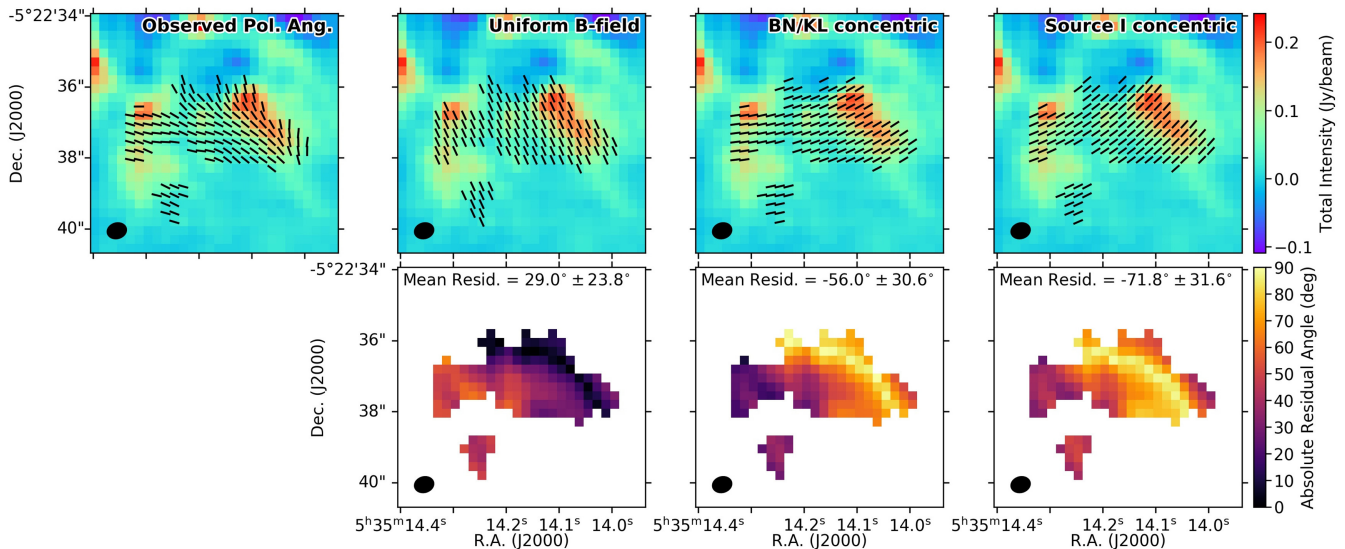 Observed Pol. Ang.
Uniform B-field
BN/KL concentric
Source I concentric
-5°22'34"
36"
38"
40"
Dec. (J2000)
0.2
0.1
0.0
−0.1
Total Intensity (Jy/beam)
Mean Resid. = 29.0° ± 23.8°
Mean Resid. = -56.0° ± 30.6°
Mean Resid. = -71.8° ± 31.6°
-5°22'34"
36"
38"
40"
Dec. (J2000)
90
80
70
60
50
40
30
20
10
0
Absolute Residual Angle (deg)
5ʰ35ᵐ14.4ˢ 14.2ˢ 14.1ˢ 14.0ˢ
5ʰ35ᵐ14.4ˢ 14.2ˢ 14.1ˢ 14.0ˢ
5ʰ35ᵐ14.4ˢ 14.2ˢ 14.1ˢ 14.0ˢ
R.A. (J2000)
R.A. (J2000)
R.A. (J2000)